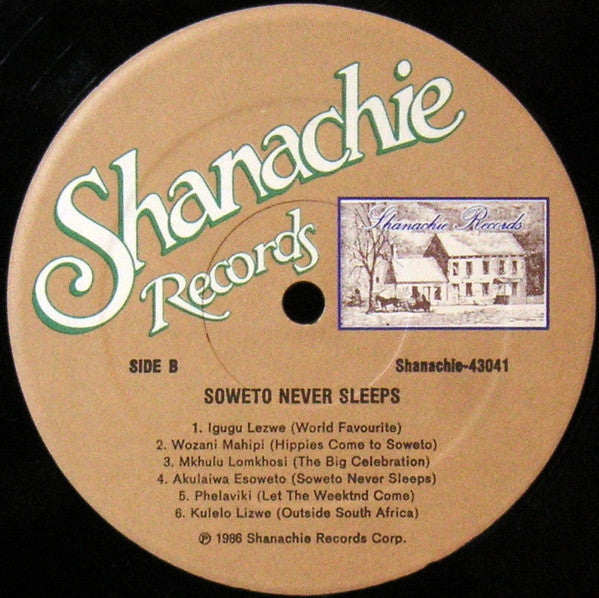 Shanachie
Records
Shanachie Records
SIDE B
Shanachie-43041
SOWETO NEVER SLEEPS
1. Igugu Lezwe (World Favourite)
2. Wozani Mahipi (Hippies Come to Soweto)
3. Mkhulu Lomkhosi (The Big Celebration)
4. Akulaiwa Esoweto (Soweto Never Sleeps)
5. Phelaviki (Let The Weektnd Come)
6. Kulelo Lizwe (Outside South Africa)
℗ 1986 Shanachie Records Corp.